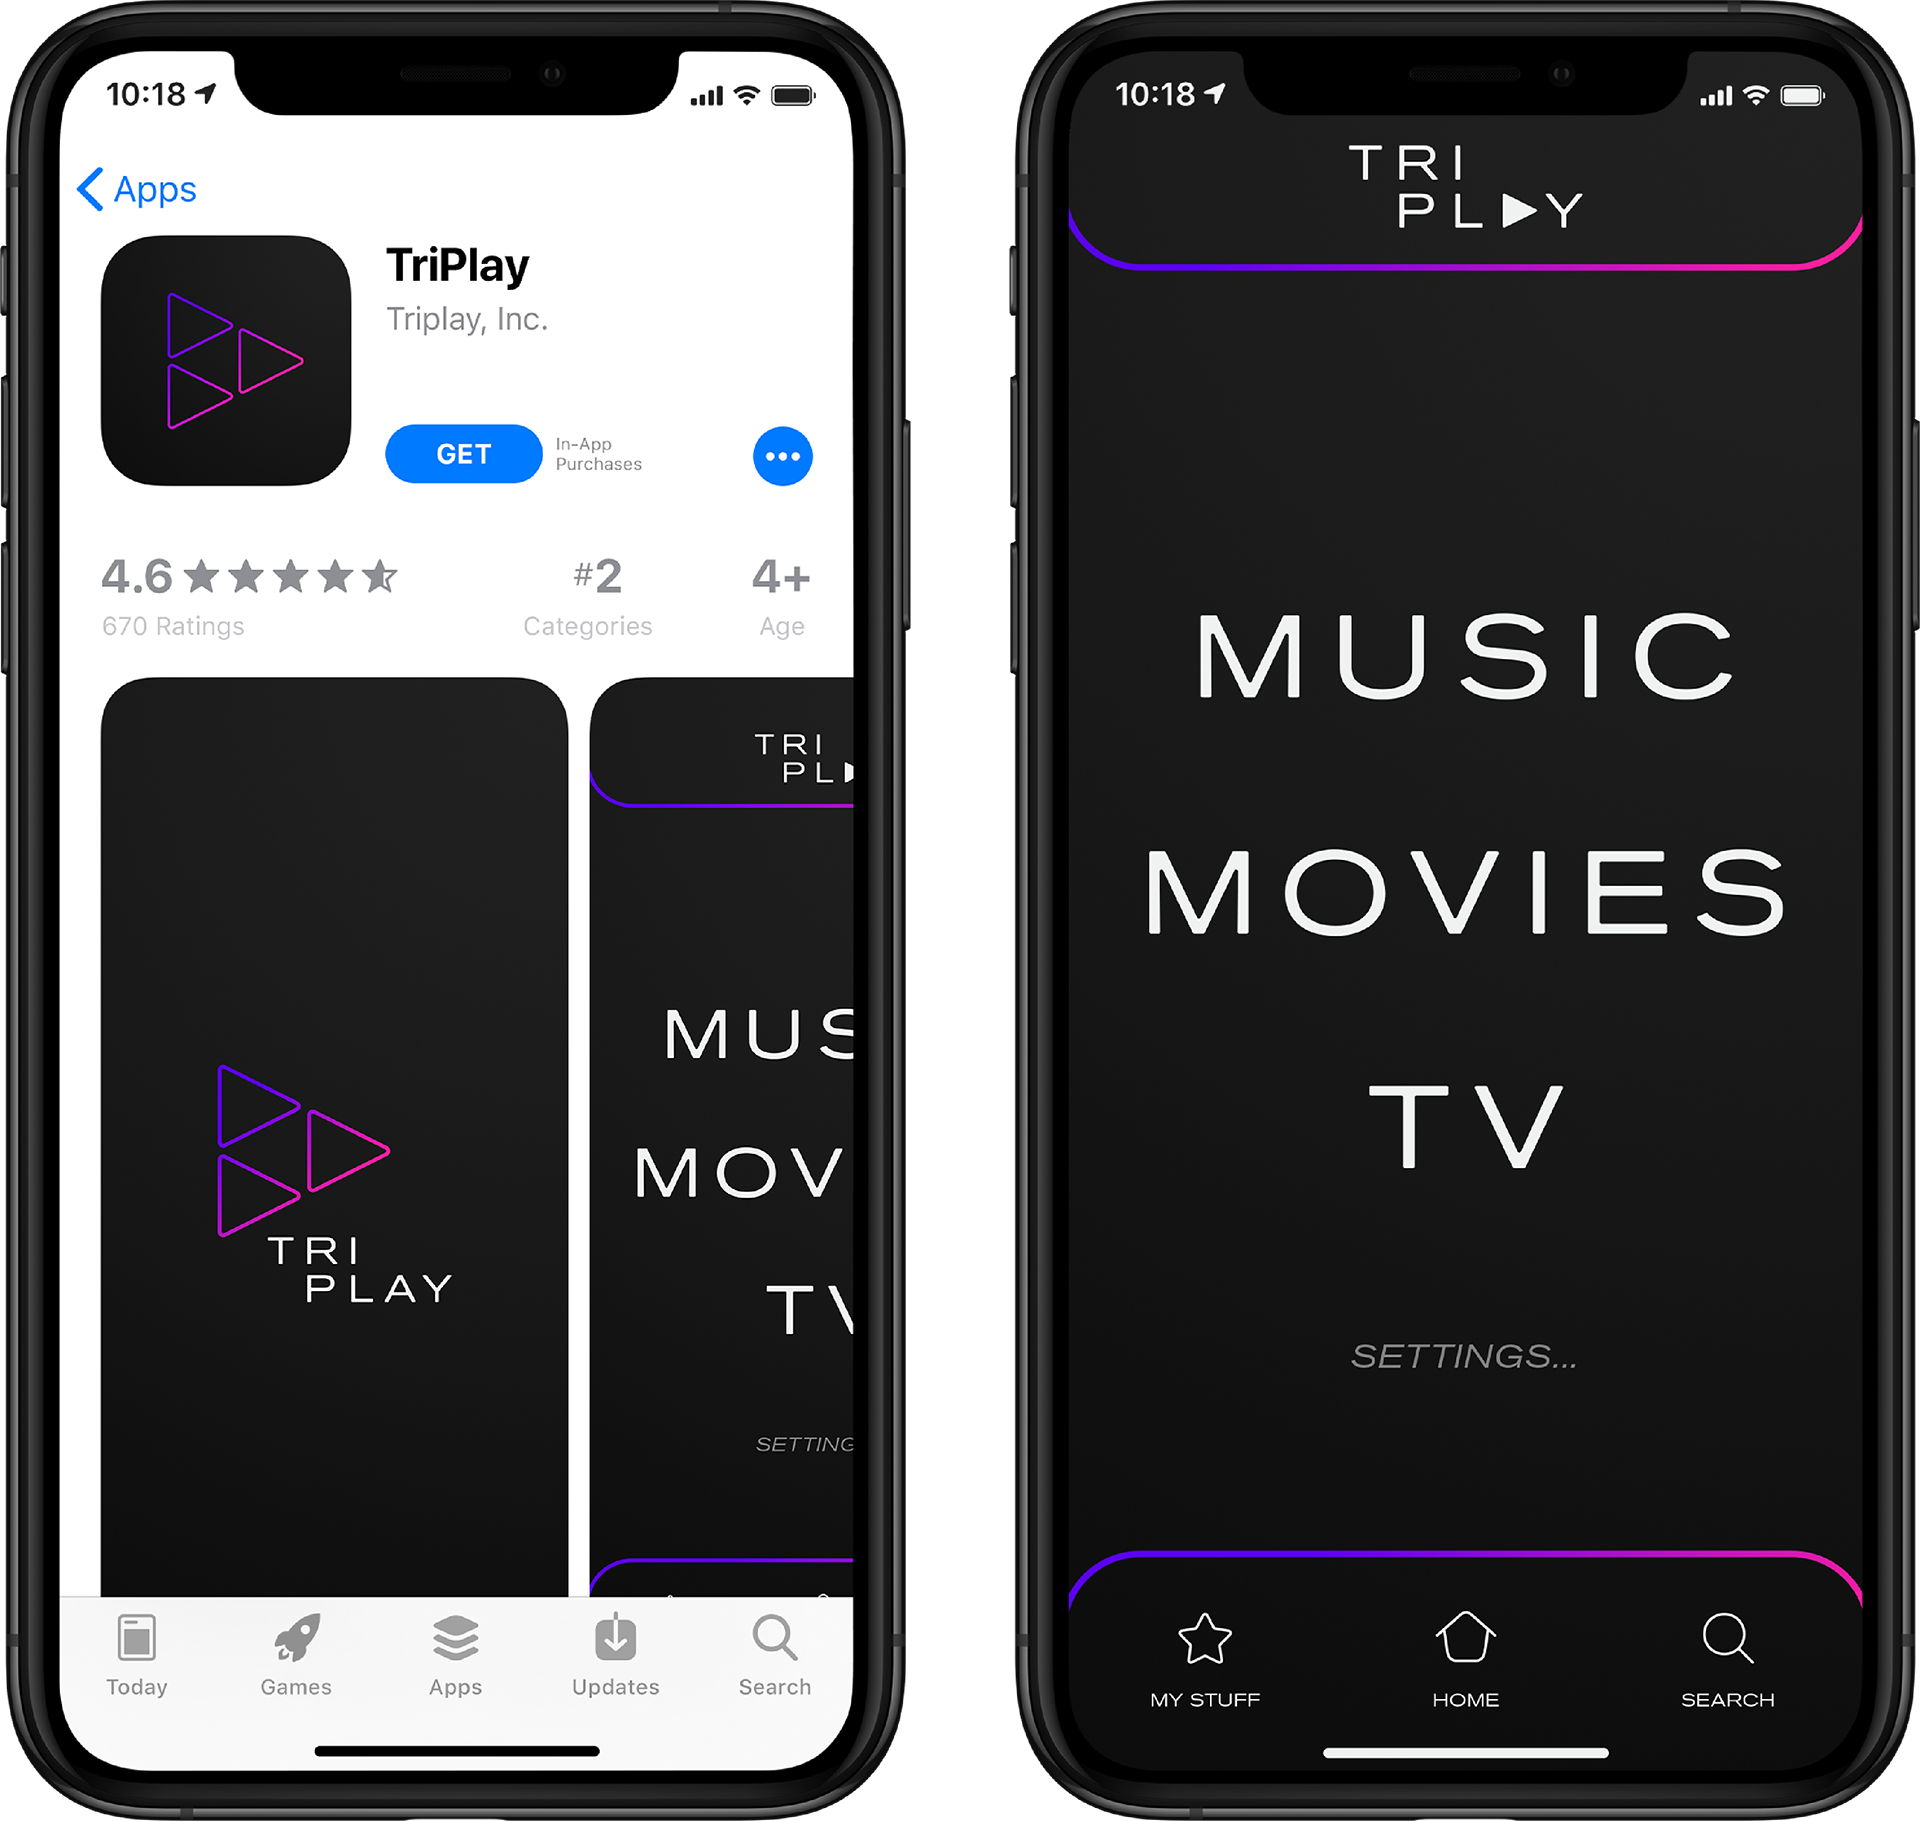 10:18
Apps
TriPlay
Triplay, Inc.
GET
In-App
Purchases
4.6
#2
4+
670 Ratings
Categories
Age
TRI
PLAY
TRI
PL
MUS
MOV
TV
SETTING
Today
Games
Apps
Updates
Search
10:18
TRI
PL▶Y
MUSIC
MOVIES
TV
SETTINGS...
MY STUFF
HOME
SEARCH